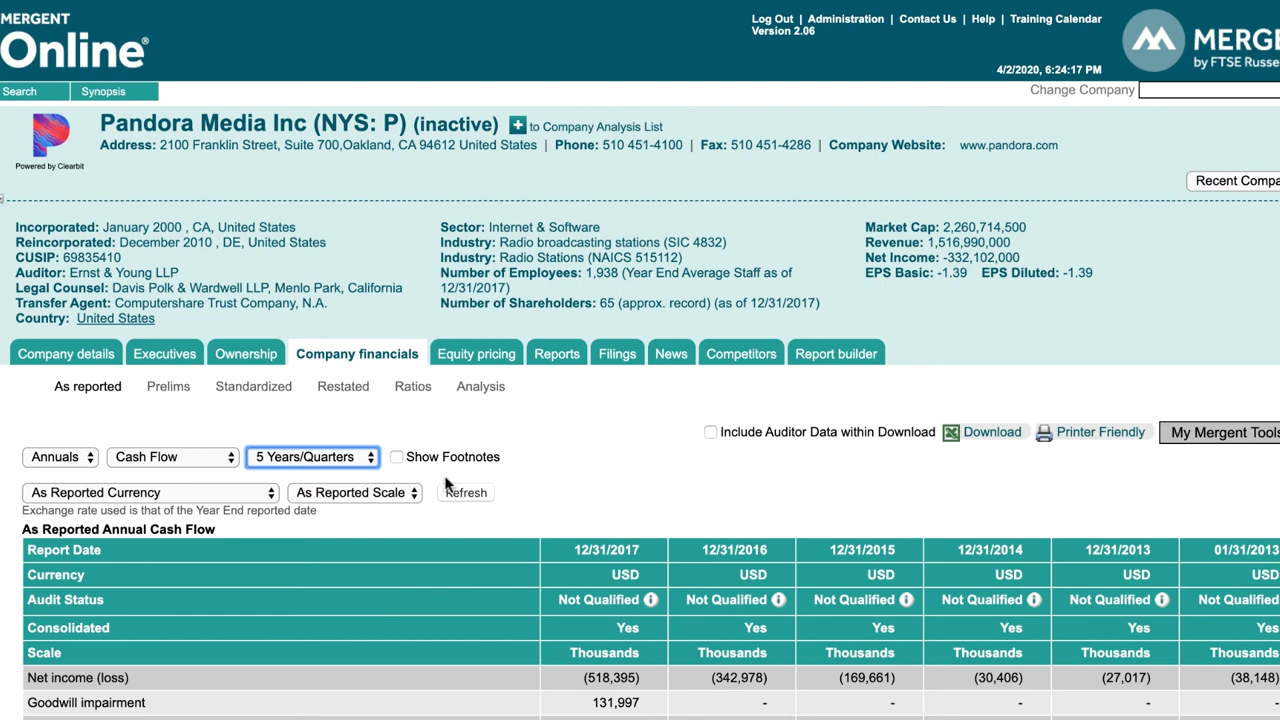 MERGENT
Online®
Log Out | Administration | Contact Us | Help | Training Calendar
Version 2.06
4/2/2020, 6:24:17 PM
MERGE
by FTSE Russe
Search
Synopsis
Change Company
Pandora Media Inc (NYS: P) (inactive) + to Company Analysis List
Powered by Clearbit
Address: 2100 Franklin Street, Suite 700,Oakland, CA 94612 United States | Phone: 510 451-4100 | Fax: 510 451-4286 | Company Website: www.pandora.com
Recent Compa
Incorporated: January 2000 , CA, United States
Reincorporated: December 2010 , DE, United States
CUSIP: 69835410
Auditor: Ernst & Young LLP
Legal Counsel: Davis Polk & Wardwell LLP, Menlo Park, California
Transfer Agent: Computershare Trust Company, N.A.
Country: United States
Sector: Internet & Software
Industry: Radio broadcasting stations (SIC 4832)
Industry: Radio Stations (NAICS 515112)
Number of Employees: 1,938 (Year End Average Staff as of
12/31/2017)
Number of Shareholders: 65 (approx. record) (as of 12/31/2017)
Market Cap: 2,260,714,500
Revenue: 1,516,990,000
Net Income: -332,102,000
EPS Basic: -1.39 EPS Diluted: -1.39
Company details Executives Ownership Company financials Equity pricing Reports Filings News Competitors Report builder
As reported Prelims Standardized Restated Ratios Analysis
Include Auditor Data within Download Download Printer Friendly My Mergent Tools
Annuals Cash Flow 5 Years/Quarters Show Footnotes
As Reported Currency As Reported Scale Refresh
Exchange rate used is that of the Year End reported date
As Reported Annual Cash Flow
Report Date 12/31/2017 12/31/2016 12/31/2015 12/31/2014 12/31/2013 01/31/2013
Currency USD USD USD USD USD USD
Audit Status Not Qualified Not Qualified Not Qualified Not Qualified Not Qualified Not Qualified
Consolidated Yes Yes Yes Yes Yes Yes
Scale Thousands Thousands Thousands Thousands Thousands Thousands
Net income (loss) (518,395) (342,978) (169,661) (30,406) (27,017) (38,148)
Goodwill impairment 131,997 - - - - -